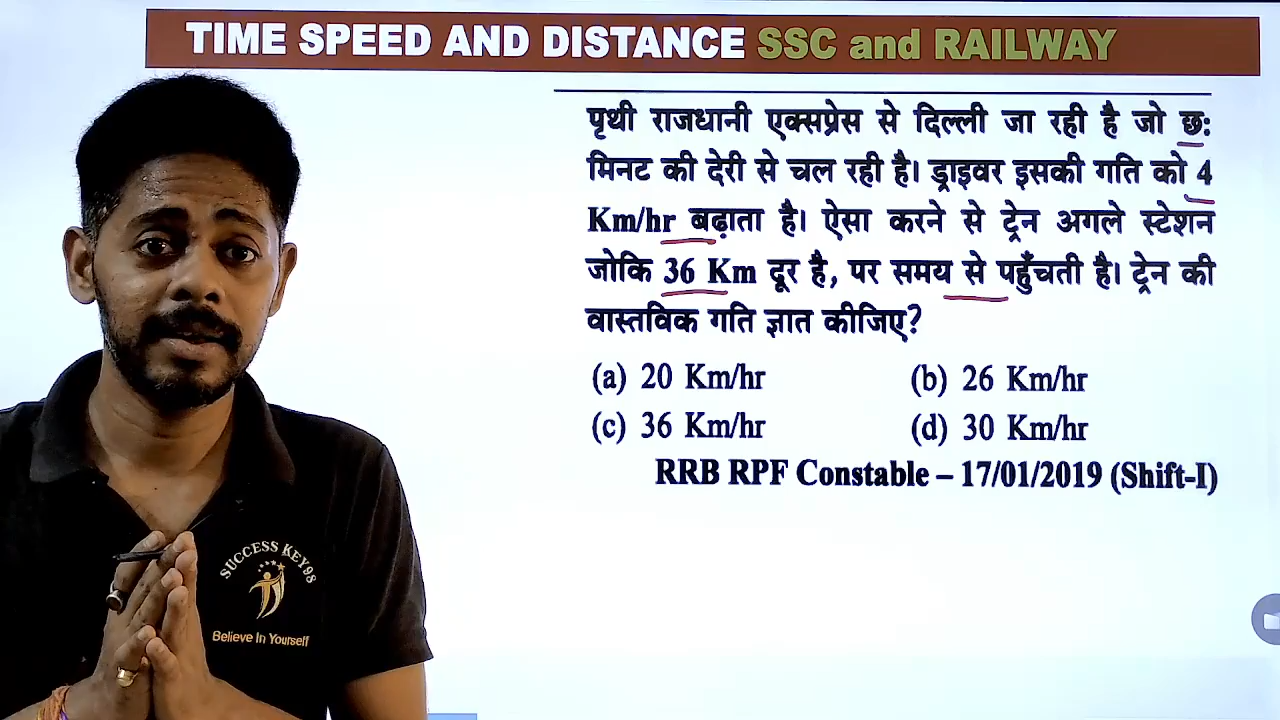 TIME SPEED AND DISTANCE SSC and RAILWAY
पृथी राजधानी एक्सप्रेस से दिल्ली जा रही है जो छ:
मिनट की देरी से चल रही है। ड्राइवर इसकी गति को 4
Km/hr बढ़ाता है। ऐसा करने से ट्रेन अगले स्टेशन
जोकि 36 Km दूर है, पर समय से पहुँचती है। ट्रेन की
वास्तविक गति ज्ञात कीजिए?
(a) 20 Km/hr (b) 26 Km/hr
(c) 36 Km/hr (d) 30 Km/hr
RRB RPF Constable – 17/01/2019 (Shift-I)
SUCCESS KEY98
Believe In Yourself